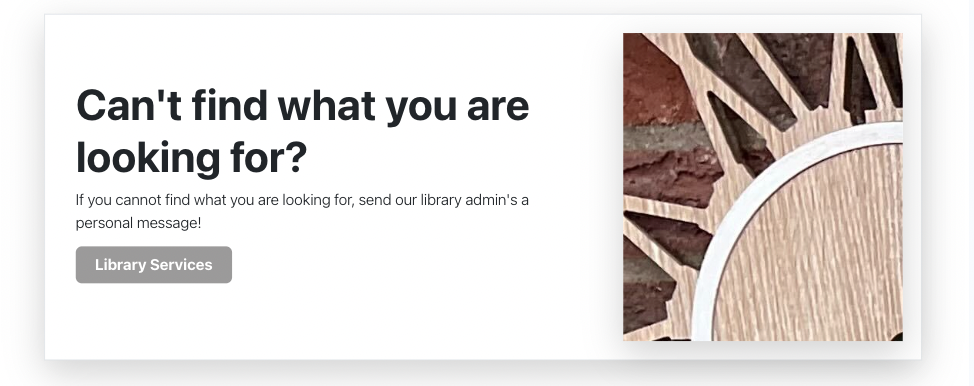 Can't find what you are
looking for?
If you cannot find what you are looking for, send our library admin's a
personal message!
Library Services